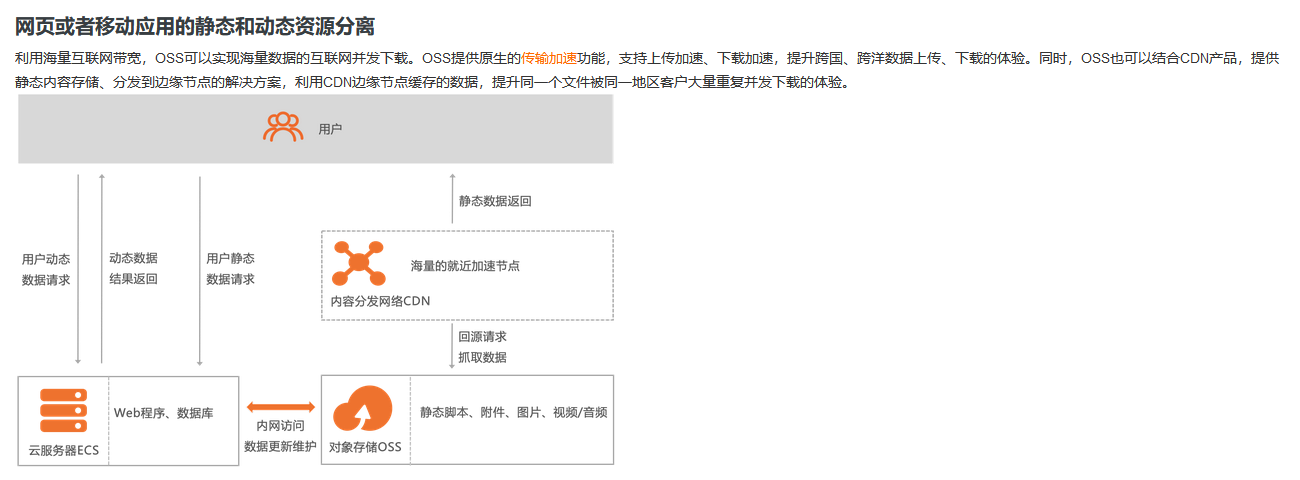 网页或者移动应用的静态和动态资源分离
利用海量互联网带宽，OSS可以实现海量数据的互联网并发下载。OSS提供原生的传输加速功能，支持上传加速、下载加速，提升跨国、跨洋数据上传、下载的体验。同时，OSS也可以结合CDN产品，提供
静态内容存储、分发到边缘节点的解决方案，利用CDN边缘节点缓存的数据，提升同一个文件被同一地区客户大量重复并发下载的体验。
用户
静态数据返回
用户动态
数据请求
动态数据
结果返回
用户静态
数据请求
海量的就近加速节点
内容分发网络CDN
回源请求
抓取数据
Web程序、数据库
云服务器ECS
内网访问
数据更新维护
静态脚本、附件、图片、视频/音频
对象存储OSS